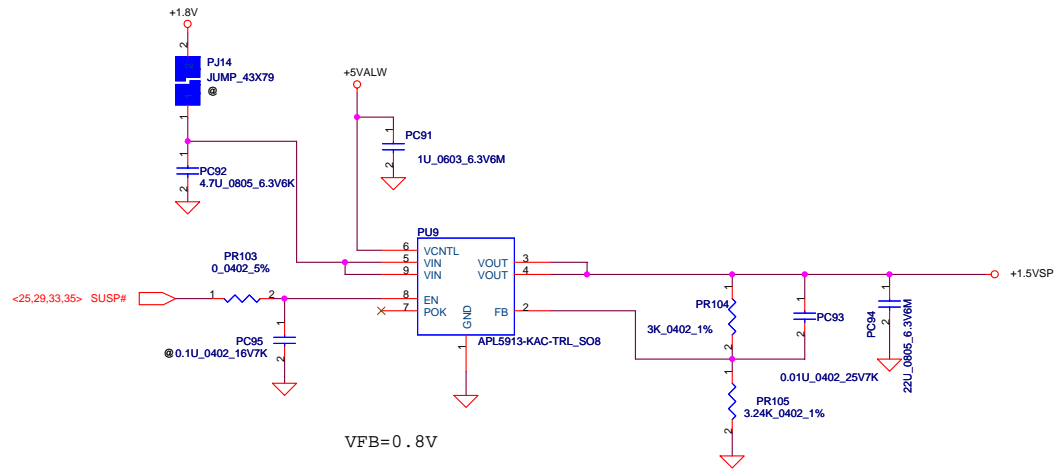 +1.8V
2
PJ14
JUMP_43X79
@
1
+5VALW
1
PC91
1U_0603_6.3V6M
2
1
PC92
4.7U_0805_6.3V6K
2
PU9
6 VCNTL
5 VIN
9 VIN
VOUT 3
VOUT 4
+1.5VSP
PR103
0_0402_5%
<25,29,33,35> SUSP#
1 2
8 EN
7 POK
GND
FB 2
1
APL5913-KAC-TRL_SO8
PC95
@0.1U_0402_16V7K
1
2
1
PR104
3K_0402_1%
2
1
PC93
2
0.01U_0402_25V7K
1
PC94
22U_0805_6.3V6M
2
1
PR105
3.24K_0402_1%
2
VFB=0.8V